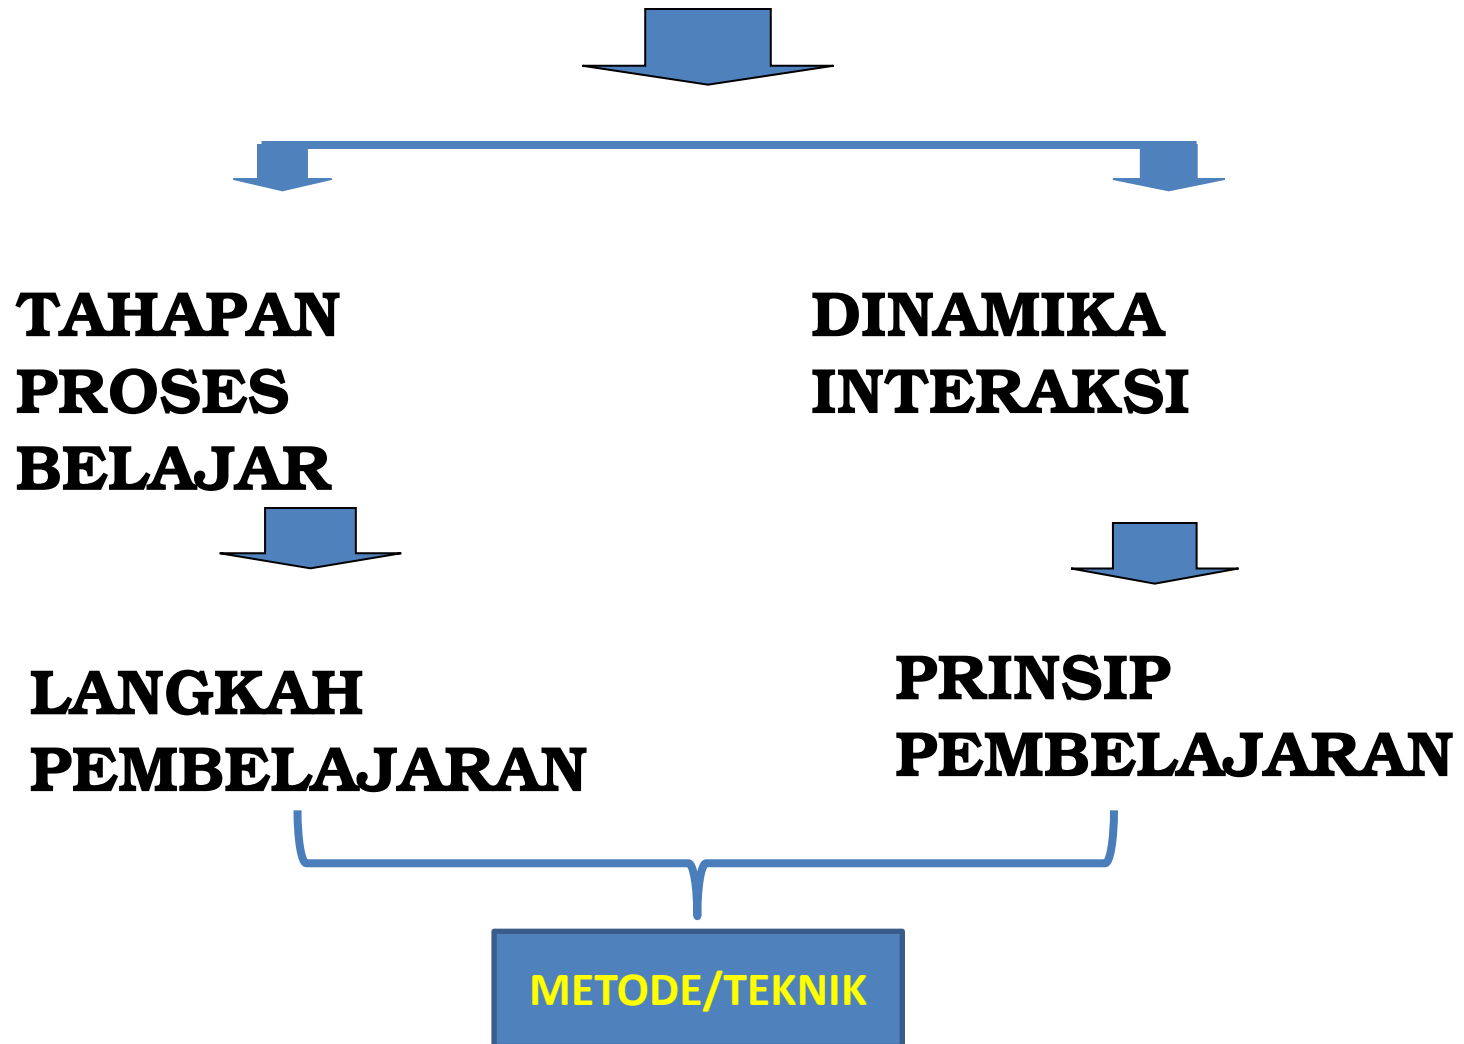 TAHAPAN
PROSES
BELAJAR
DINAMIKA
INTERAKSI
LANGKAH
PEMBELAJARAN
PRINSIP
PEMBELAJARAN
METODE/TEKNIK